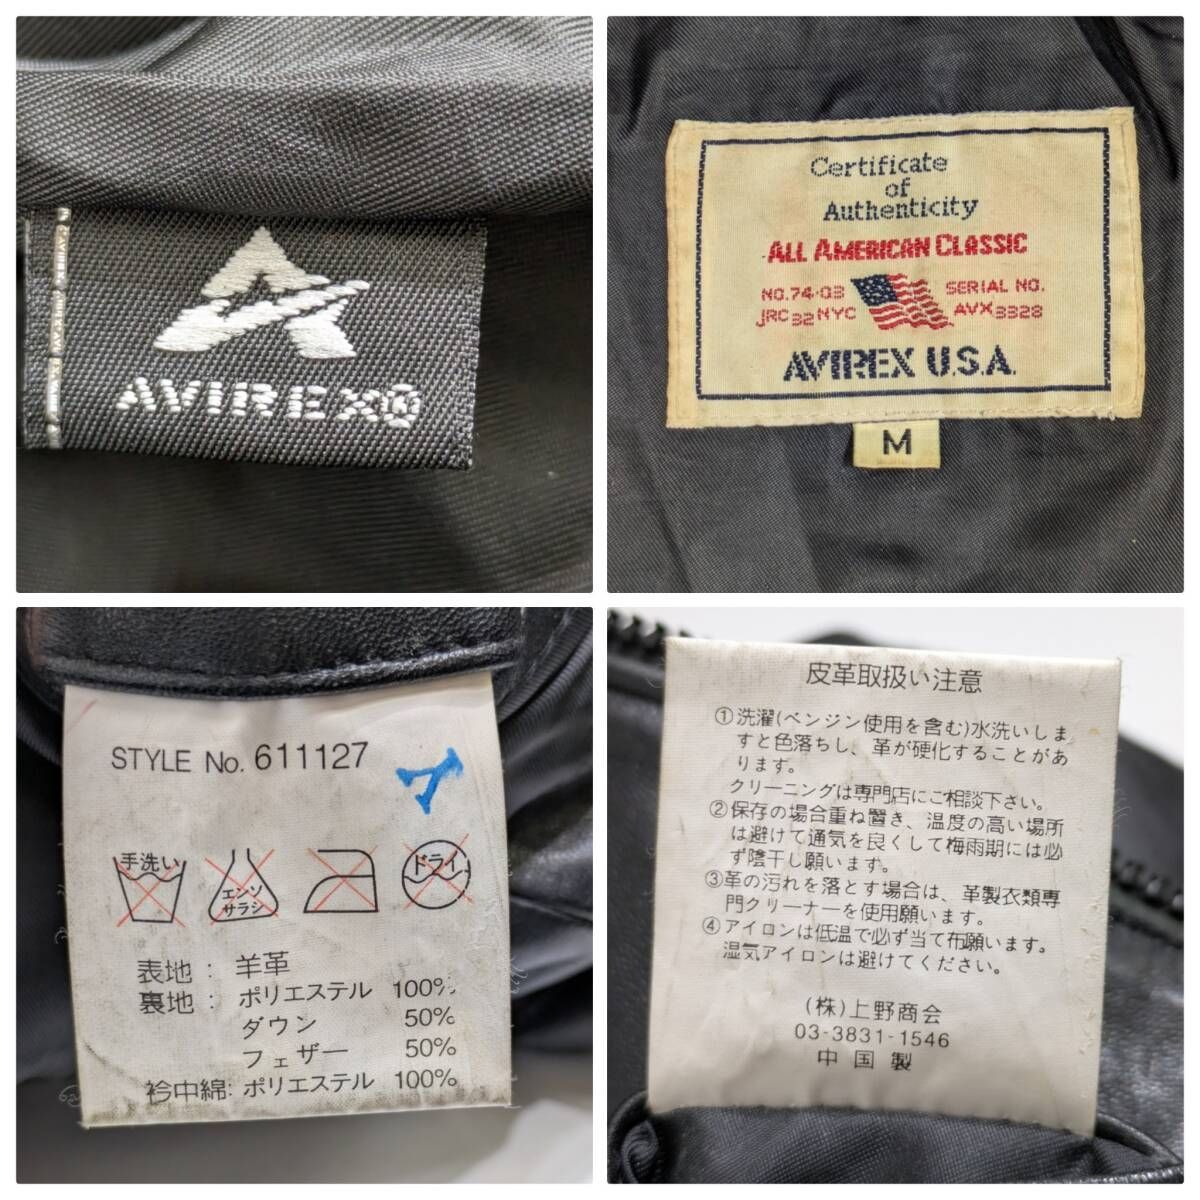 AVIREX®
Certificate
of
Authenticity
ALL AMERICAN CLASSIC
NO.74-03
JRC32NYC
SERIAL NO.
AVX3328
AVIREX U.S.A.
M
STYLE No. 611127
手洗い
エンソ
サラシ
ドライ
表地： 羊革
裏地： ポリエステル 100%
ダウン 50%
フェザー 50%
衿中綿: ポリエステル 100%
皮革取扱い注意
①洗濯(ベンジン使用を含む)水洗いしま
すと色落ちし、革が硬化することがあ
ります。
クリーニングは専門店にご相談下さい。
②保存の場合重ね置き、温度の高い場所
は避けて通気を良くして梅雨期には必
ず陰干し願います。
③革の汚れを落とす場合は、革製衣類専
門クリーナーを使用願います。
④アイロンは低温で必ず当て布願います。
湿気アイロンは避けてください。
(株)上野商会
03-3831-1546
中国製